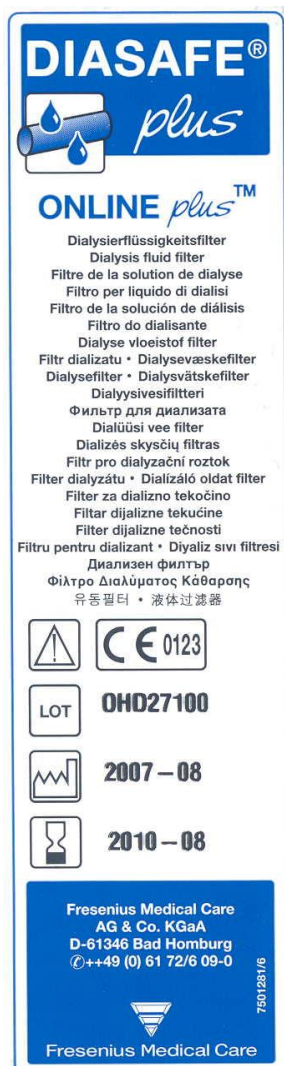 DIASAFE®
plus
ONLINE plus™
Dialysierflüssigkeitsfilter
Dialysis fluid filter
Filtre de la solution de dialyse
Filtro per liquido di dialisi
Filtro de la solución de diálisis
Filtro do dialisante
Dialyse vloeistof filter
Filtr dializatu • Dialysevæskefilter
Dialysefilter • Dialysvätskefilter
Dialyysivesifiltteri
Фильтр для диализата
Dialüüsi vee filter
Dializės skysčių filtras
Filtr pro dialyzační roztok
Filter dialyzátu • Dializáló oldat filter
Filter za dializno tekočino
Filtar dijalizne tekućine
Filter dijalizne tečnosti
Filtru pentru dializant • Diyaliz sıvı filtresi
Диализен филтър
Φίλτρο Διαλύματος Κάθαρσης
유동필터 • 液体过滤器
CE 0123
LOT OHD27100
2007 – 08
2010 – 08
Fresenius Medical Care
AG & Co. KGaA
D-61346 Bad Homburg
✆++49 (0) 61 72/6 09-0
7501281/6
Fresenius Medical Care